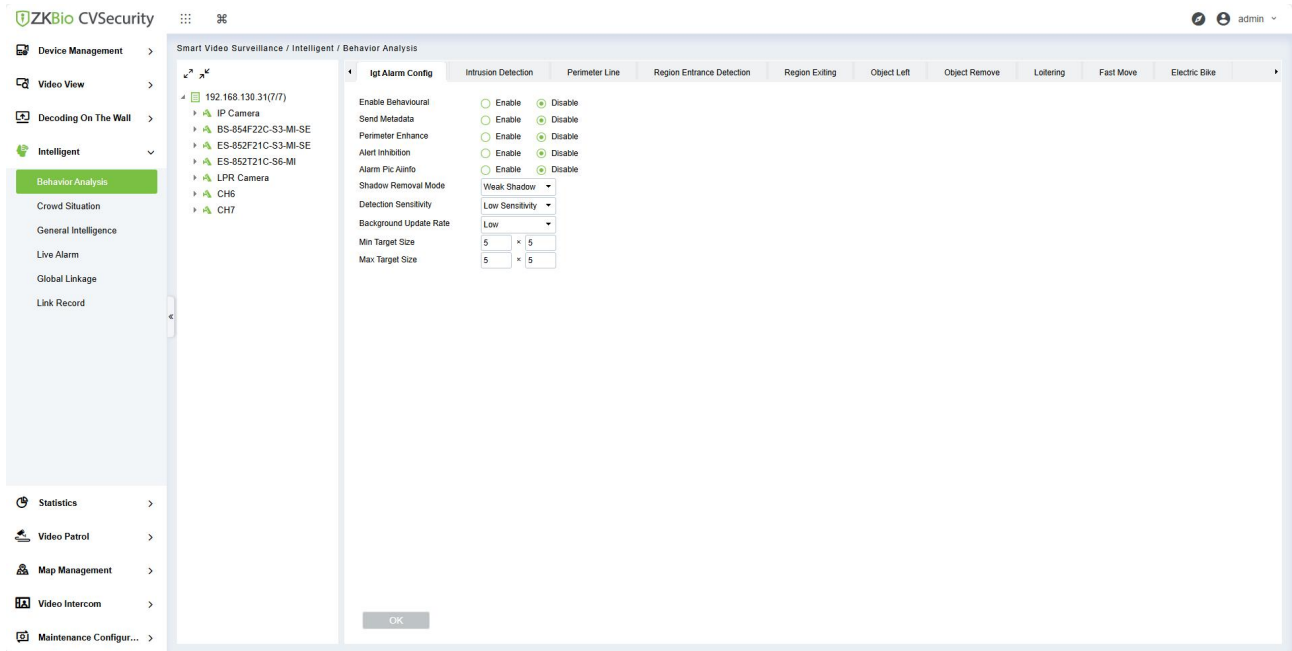 ZKBio CVSecurity
admin
Device Management
Video View
Decoding On The Wall
Intelligent
Behavior Analysis
Crowd Situation
General Intelligence
Live Alarm
Global Linkage
Link Record
Statistics
Video Patrol
Map Management
Video Intercom
Maintenance Configur...
Smart Video Surveillance / Intelligent / Behavior Analysis
192.168.130.31(7/7)
IP Camera
BS-854F22C-S3-MI-SE
ES-852F21C-S3-MI-SE
ES-852T21C-S6-MI
LPR Camera
CH6
CH7
Igt Alarm Config Intrusion Detection Perimeter Line Region Entrance Detection Region Exiting Object Left Object Remove Loitering Fast Move Electric Bike
Enable Behavioural Enable Disable
Send Metadata Enable Disable
Perimeter Enhance Enable Disable
Alert Inhibition Enable Disable
Alarm Pic Aiinfo Enable Disable
Shadow Removal Mode Weak Shadow
Detection Sensitivity Low Sensitivity
Background Update Rate Low
Min Target Size 5 × 5
Max Target Size 5 × 5
OK